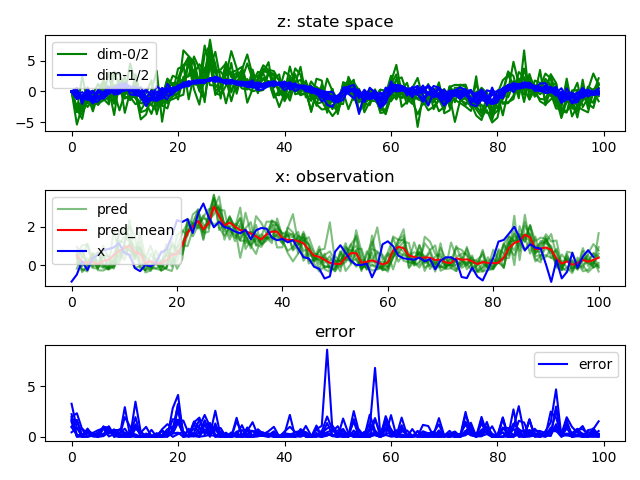 z: state space
dim-0/2
dim-1/2
5
0
−5
0 20 40 60 80 100
x: observation
pred
pred_mean
x
2
0
0 20 40 60 80 100
error
error
5
0
0 20 40 60 80 100